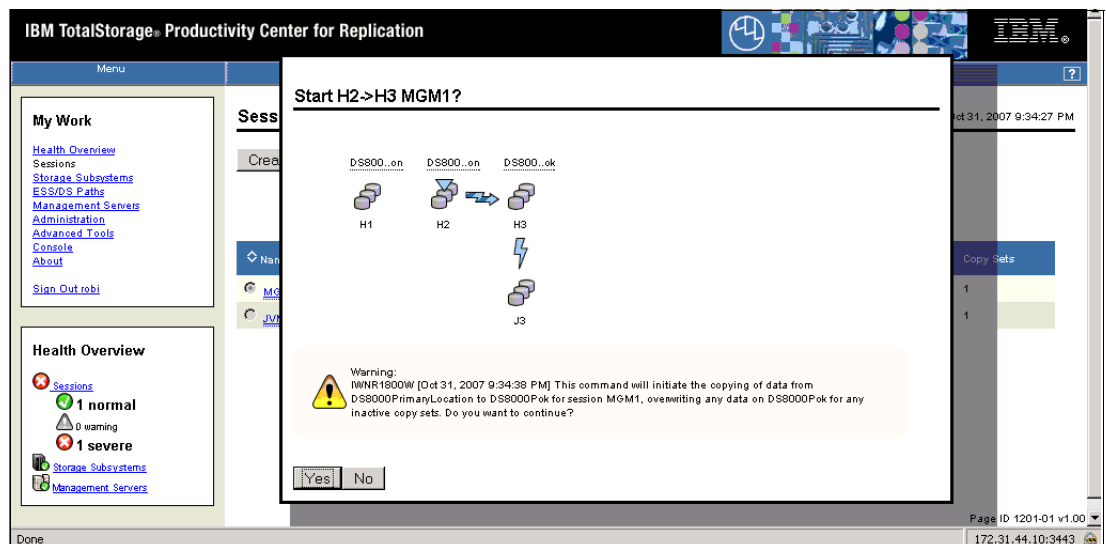 IBM TotalStorage® Productivity Center for Replication
IBM®
Menu
?
My Work
Health Overview
Sessions
Storage Subsystems
ESS/DS Paths
Management Servers
Administration
Advanced Tools
Console
About
Sign Out robi
Health Overview
Sessions
1 normal
0 warning
1 severe
Storage Subsystems
Management Servers
Sess
Oct 31, 2007 9:34:27 PM
Crea
Nan
Copy Sets
MG
1
JVM
1
Start H2->H3 MGM1?
DS800..on DS800..on DS800..ok
H1 H2 H3
J3
Warning:
IWNR1800W [Oct 31, 2007 9:34:38 PM] This command will initiate the copying of data from
DS8000PrimaryLocation to DS8000Pok for session MGM1, overwriting any data on DS8000Pok for any
inactive copy sets. Do you want to continue?
Yes No
Page ID 1201-01 v1.00
Done
172.31.44.10:3443